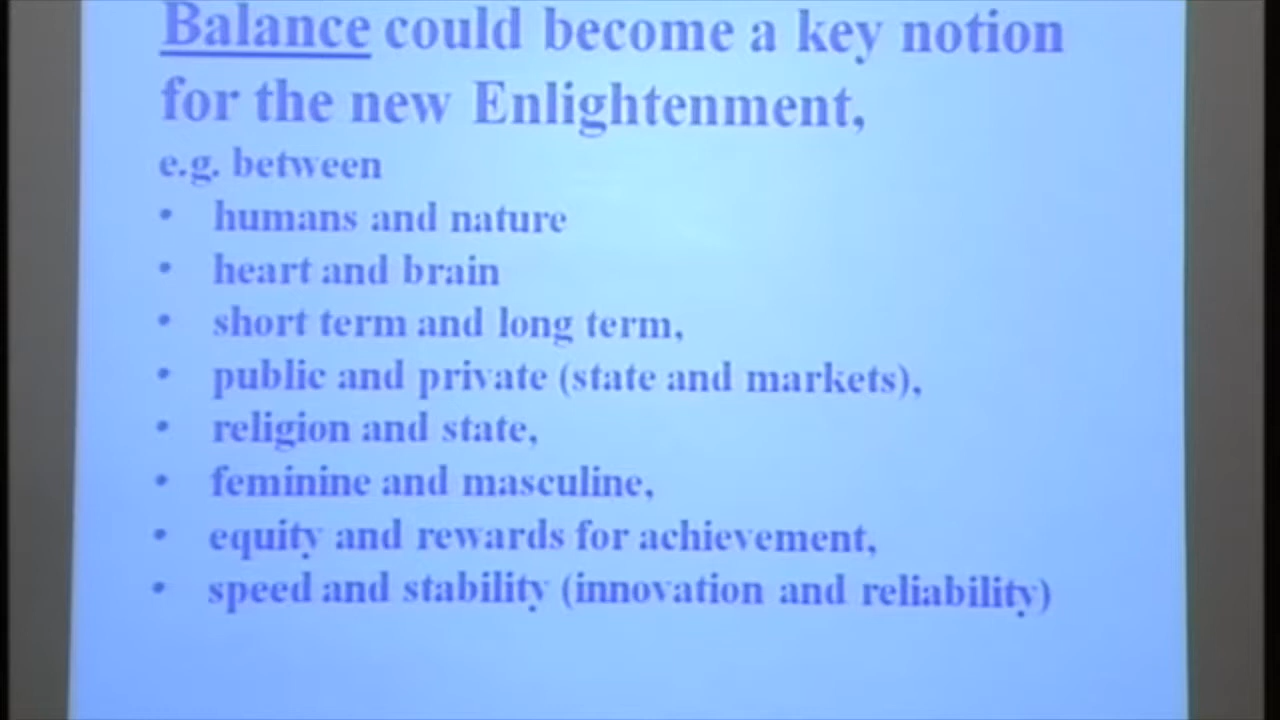 Balance could become a key notion
for the new Enlightenment,
e.g. between
• humans and nature
• heart and brain
• short term and long term,
• public and private (state and markets),
• religion and state,
• feminine and masculine,
• equity and rewards for achievement,
• speed and stability (innovation and reliability)